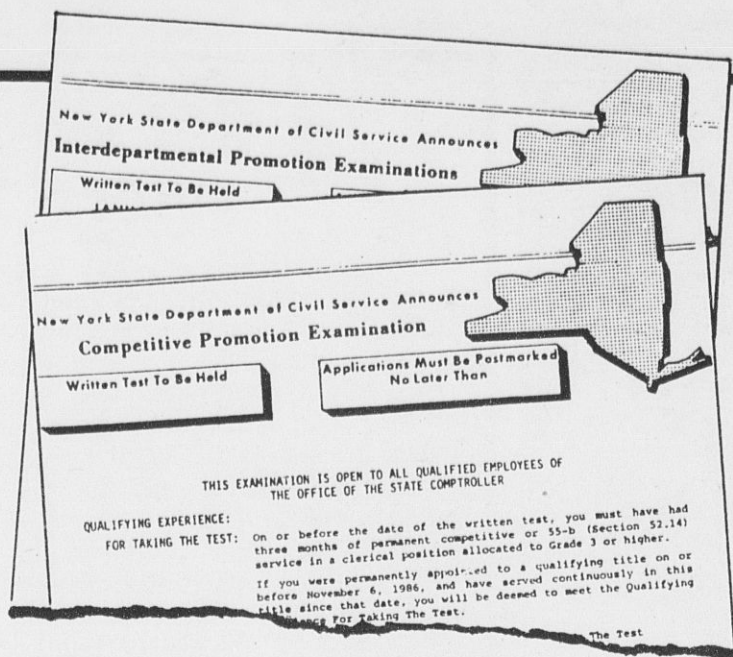 New York State Department of Civil Service Announces
Interdepartmental Promotion Examinations
Written Test To Be Held
New York State Department of Civil Service Announces
Competitive Promotion Examination
Written Test To Be Held
Applications Must Be Postmarked
No Later Than
THIS EXAMINATION IS OPEN TO ALL QUALIFIED EMPLOYEES OF
THE OFFICE OF THE STATE COMPTROLLER
QUALIFYING EXPERIENCE:
FOR TAKING THE TEST: On or before the date of the written test, you must have had
three months of permanent competitive or 55-b (Section 52.14)
service in a clerical position allocated to Grade 3 or higher.
If you were permanently appointed to a qualifying title on or
before November 6, 1986, and have served continuously in this
title since that date, you will be deemed to meet the Qualifying
For Taking The Test.
The Test